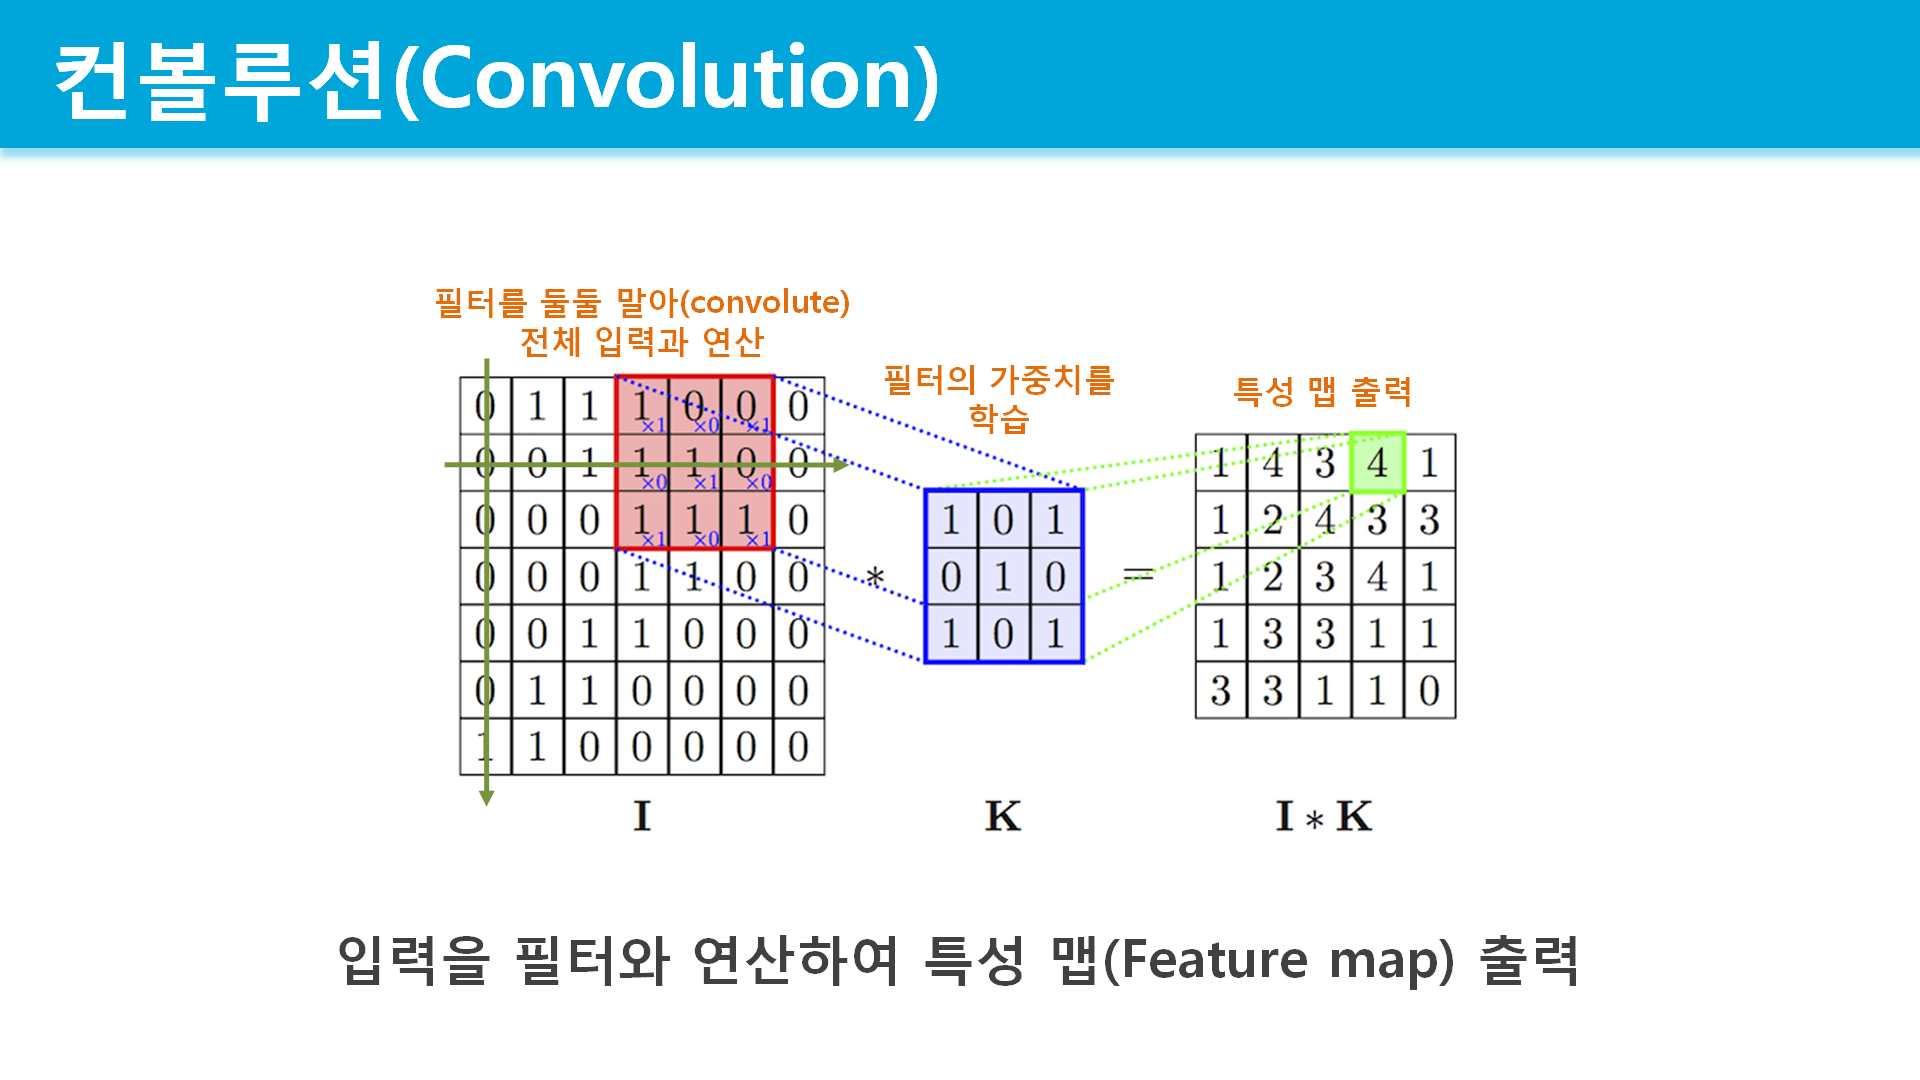 컨볼루션(Convolution)
필터를 둘둘 말아(convolute)
전체 입력과 연산
필터의 가중치를
학습
특성 맵 출력
0 1 1 1 0 0 0
×1 ×0 ×1
0 0 1 1 1 0 0
×0 ×1 ×0
0 0 0 1 1 1 0
×1 ×0 ×1
0 0 0 1 1 0 0
0 0 1 1 0 0 0
0 1 1 0 0 0 0
1 1 0 0 0 0 0
I
*
1 0 1
0 1 0
1 0 1
K
=
1 4 3 4 1
1 2 4 3 3
1 2 3 4 1
1 3 3 1 1
3 3 1 1 0
I * K
입력을 필터와 연산하여 특성 맵(Feature map) 출력